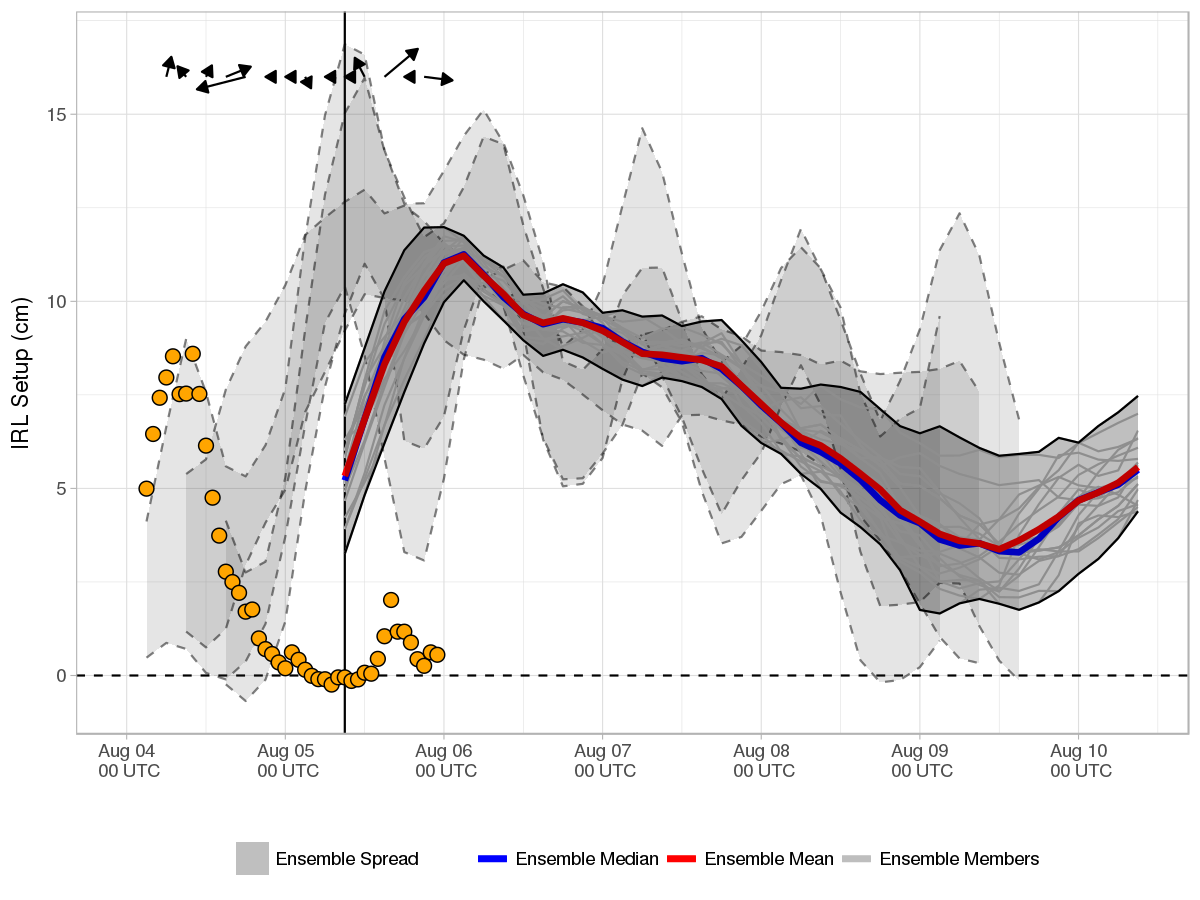 IRL Setup (cm)
15
10
5
0
Aug 04 Aug 05 Aug 06 Aug 07 Aug 08 Aug 09 Aug 10
00 UTC 00 UTC 00 UTC 00 UTC 00 UTC 00 UTC 00 UTC
Ensemble Spread Ensemble Median Ensemble Mean Ensemble Members